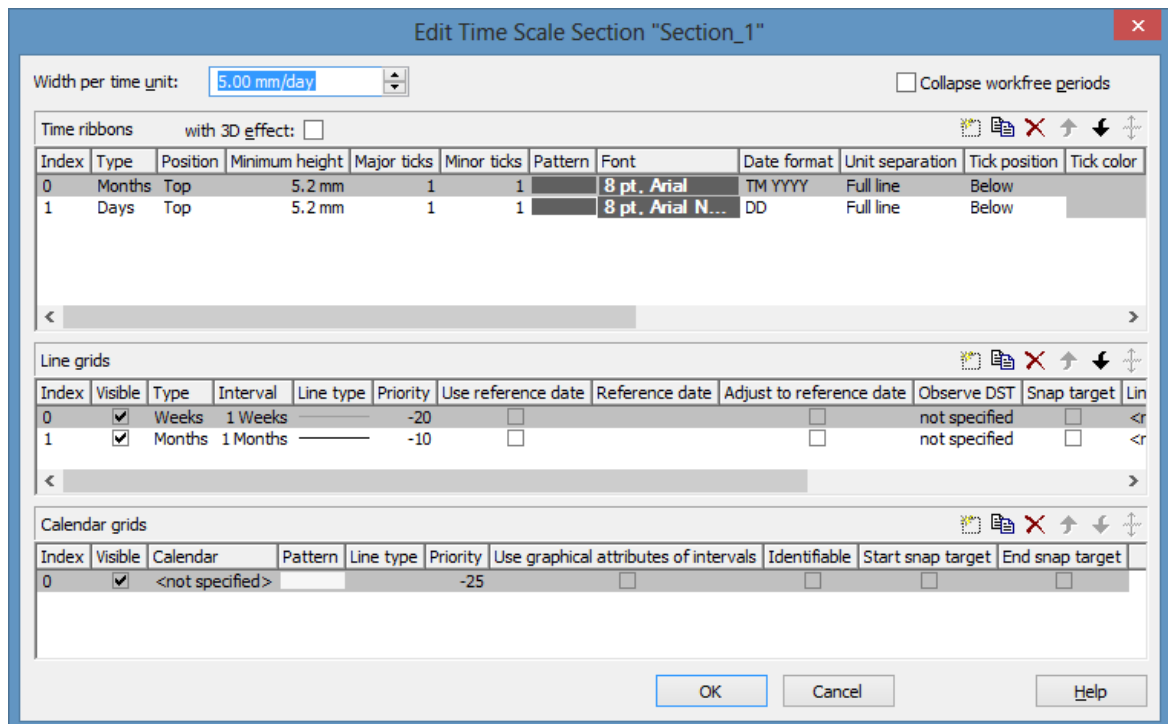 Edit Time Scale Section "Section_1"
Width per time unit: 5.00 mm/day Collapse workfree periods
Time ribbons with 3D effect:
Index Type Position Minimum height Major ticks Minor ticks Pattern Font Date format Unit separation Tick position Tick color
0 Months Top 5.2 mm 1 1 8 pt, Arial TM YYYY Full line Below
1 Days Top 5.2 mm 1 1 8 pt, Arial N... DD Full line Below
Line grids
Index Visible Type Interval Line type Priority Use reference date Reference date Adjust to reference date Observe DST Snap target Lin
0 Weeks 1 Weeks -20 not specified <r
1 Months 1 Months -10 not specified <r
Calendar grids
Index Visible Calendar Pattern Line type Priority Use graphical attributes of intervals Identifiable Start snap target End snap target
0 <not specified> -25
OK Cancel Help